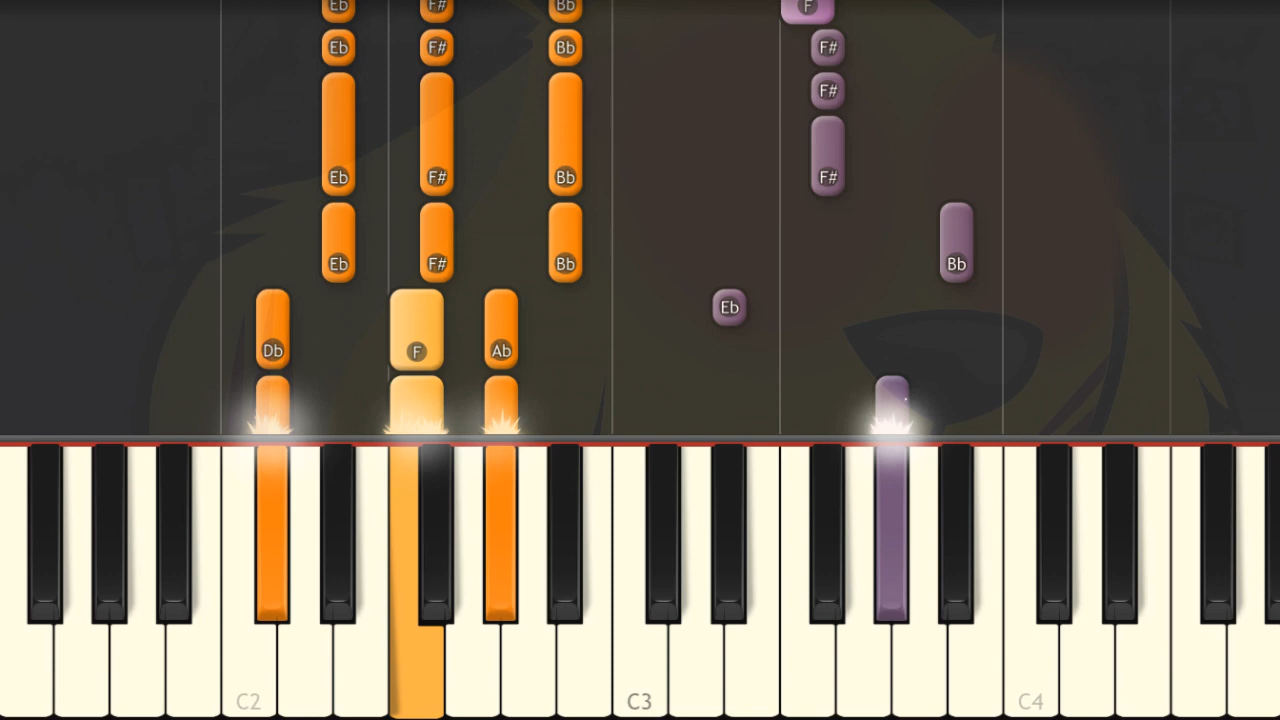 Eb F# Bb F
Eb F# Bb F#
F#
Eb F# Bb F#
Eb F# Bb Bb
Eb
Db F Ab
C2 C3 C4